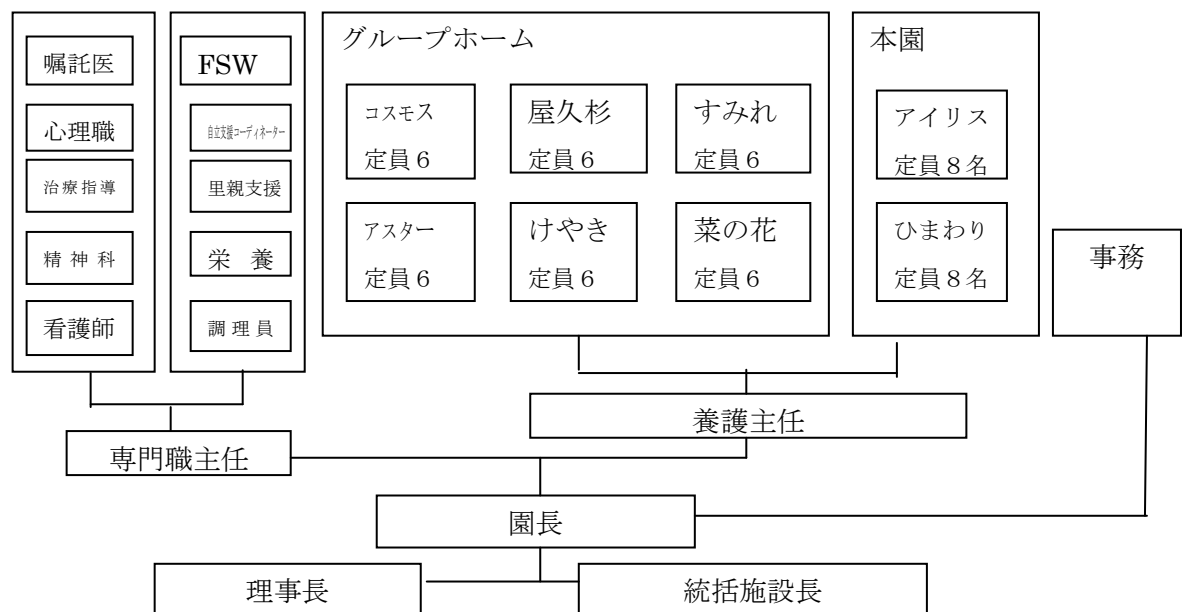 嘱託医
心理職
治療指導
精神科
看護師
FSW
自立支援コーディネーター
里親支援
栄 養
調理員
グループホーム
コスモス
定員６
屋久杉
定員６
すみれ
定員６
アスター
定員６
けやき
定員６
菜の花
定員６
本園
アイリス
定員８名
ひまわり
定員８名
事務
養護主任
専門職主任
園長
理事長
統括施設長